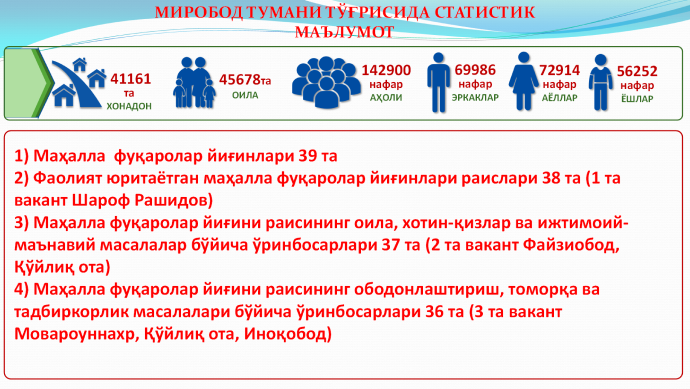 МИРОБОД ТУМАНИ ТЎҒРИСИДА СТАТИСТИК
МАЪЛУМОТ
41161
та
ХОНАДОН
45678та
ОИЛА
142900
нафар
АҲОЛИ
69986
нафар
ЭРКАКЛАР
72914
нафар
АЁЛЛАР
56252
нафар
ЁШЛАР
1) Маҳалла фуқаролар йиғинлари 39 та
2) Фаолият юритаётган маҳалла фуқаролар йиғинлари раислари 38 та (1 та
вакант Шароф Рашидов)
3) Маҳалла фуқаролар йиғини раисининг оила, хотин-қизлар ва ижтимоий-
маънавий масалалар бўйича ўринбосарлари 37 та (2 та вакант Файзиобод,
Қўйлиқ ота)
4) Маҳалла фуқаролар йиғини раисининг ободонлаштириш, томорқа ва
тадбиркорлик масалалари бўйича ўринбосарлари 36 та (3 та вакант
Мовароуннахр, Қўйлиқ ота, Иноқобод)